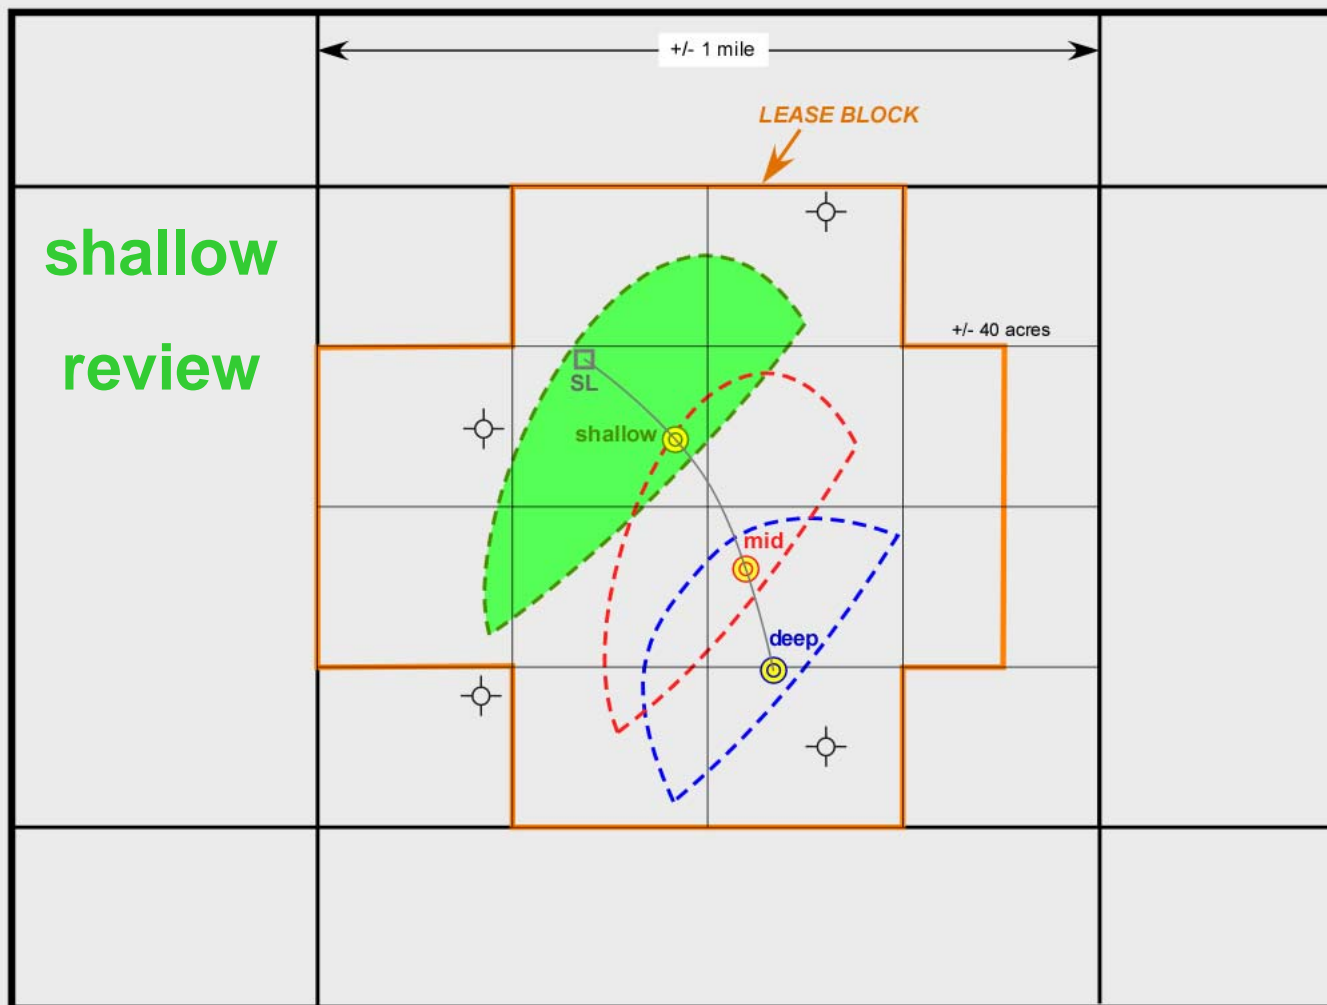 +/- 1 mile
LEASE BLOCK
shallow
review
+/- 40 acres
SL
shallow
mid
deep